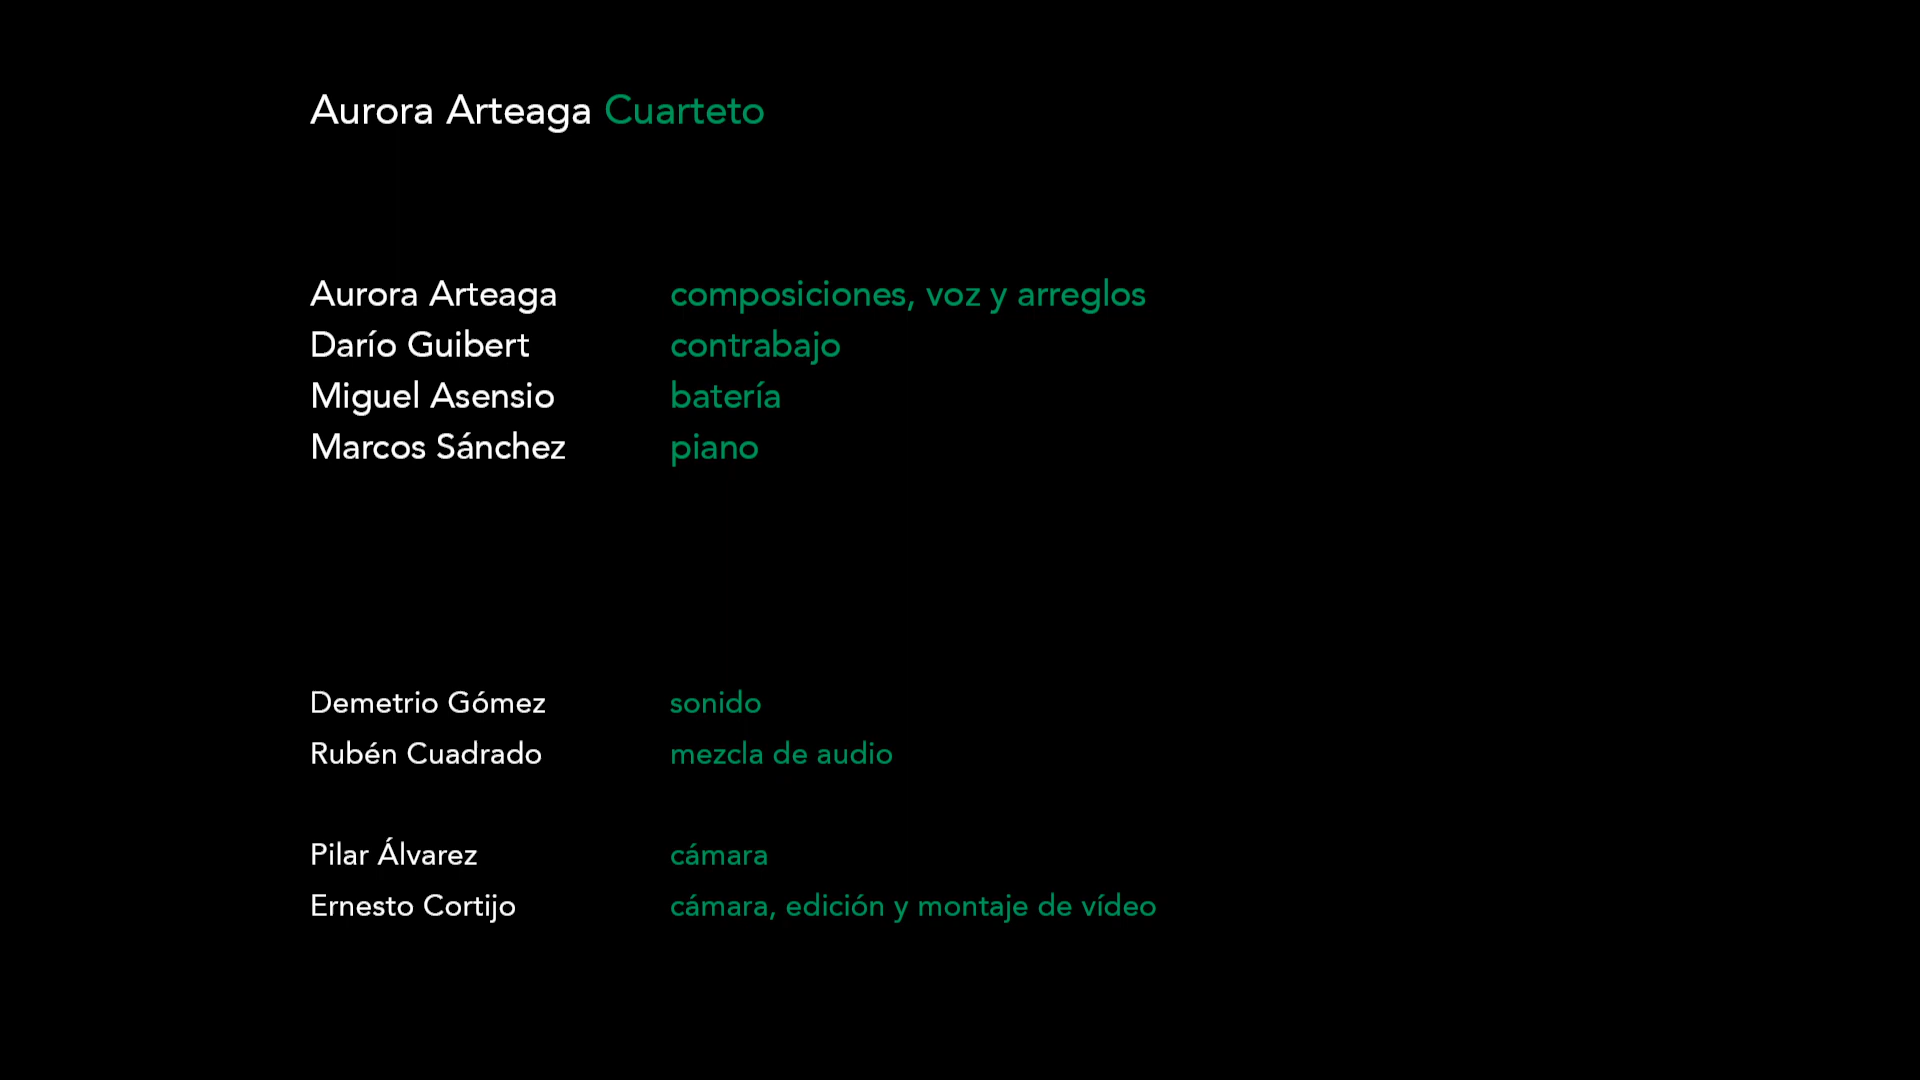 Aurora Arteaga Cuarteto
Aurora Arteaga composiciones, voz y arreglos
Darío Guibert contrabajo
Miguel Asensio batería
Marcos Sánchez piano
Demetrio Gómez sonido
Rubén Cuadrado mezcla de audio
Pilar Álvarez cámara
Ernesto Cortijo cámara, edición y montaje de vídeo